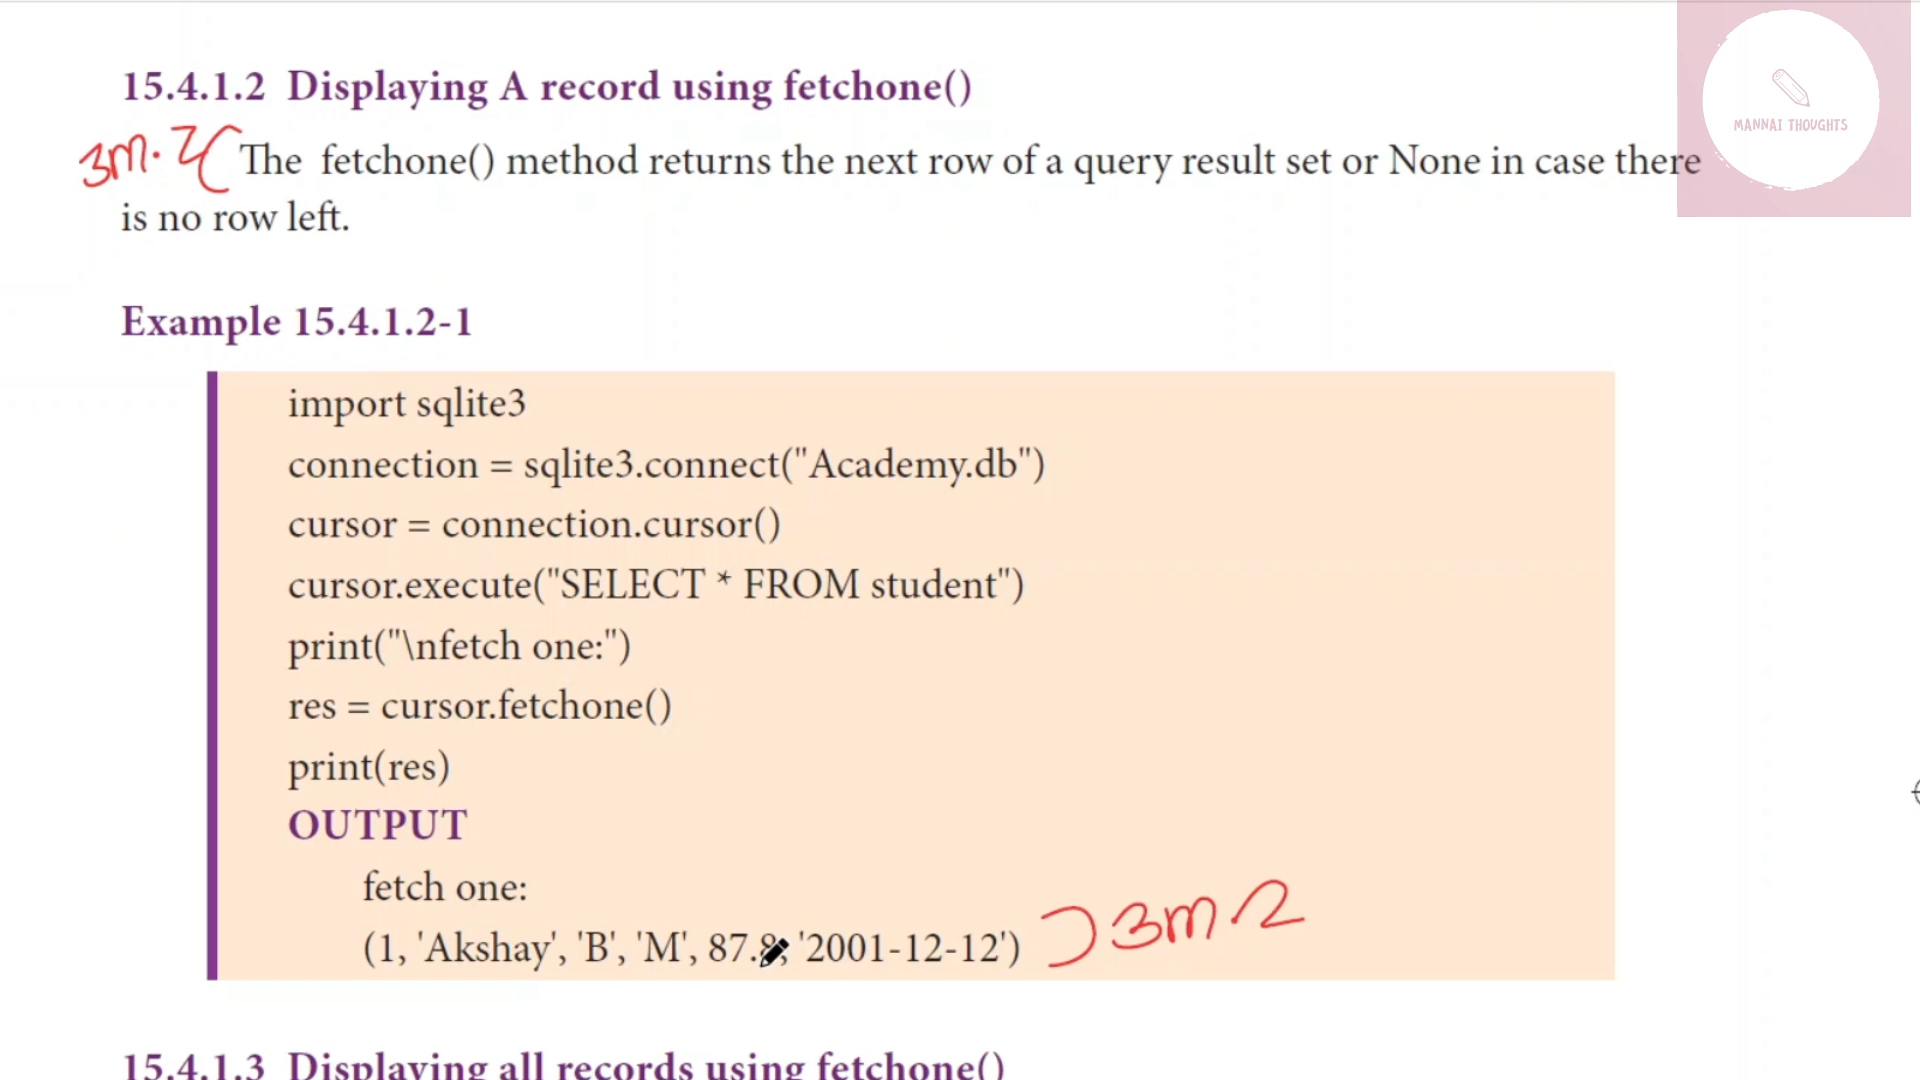 15.4.1.2 Displaying A record using fetchone()
3m. 2( The fetchone() method returns the next row of a query result set or None in case there
is no row left.
MANNAI THOUGHTS
Example 15.4.1.2-1
import sqlite3
connection = sqlite3.connect("Academy.db")
cursor = connection.cursor()
cursor.execute("SELECT * FROM student")
print("\nfetch one:")
res = cursor.fetchone()
print(res)
OUTPUT
fetch one:
(1, 'Akshay', 'B', 'M', '2001-12-12') )3m 2
15.4.1.3 Displaying all records using fetchone()